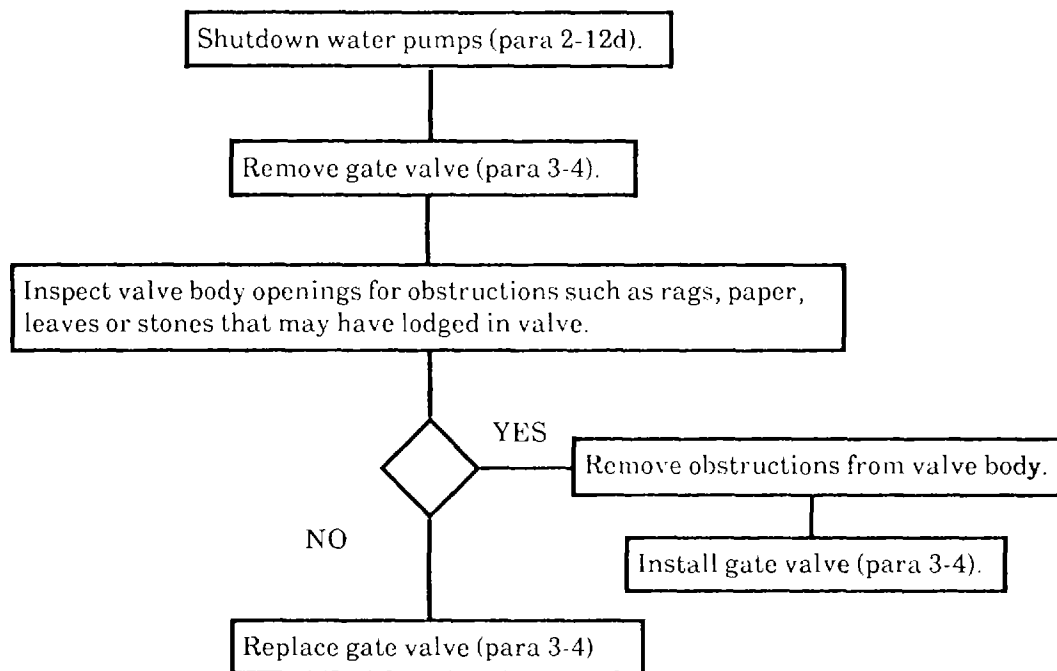 Shutdown water pumps (para 2-12d).
Remove gate valve (para 3-4).
Inspect valve body openings for obstructions such as rags, paper,
leaves or stones that may have lodged in valve.
YES
Remove obstructions from valve body.
NO
Install gate valve (para 3-4).
Replace gate valve (para 3-4)